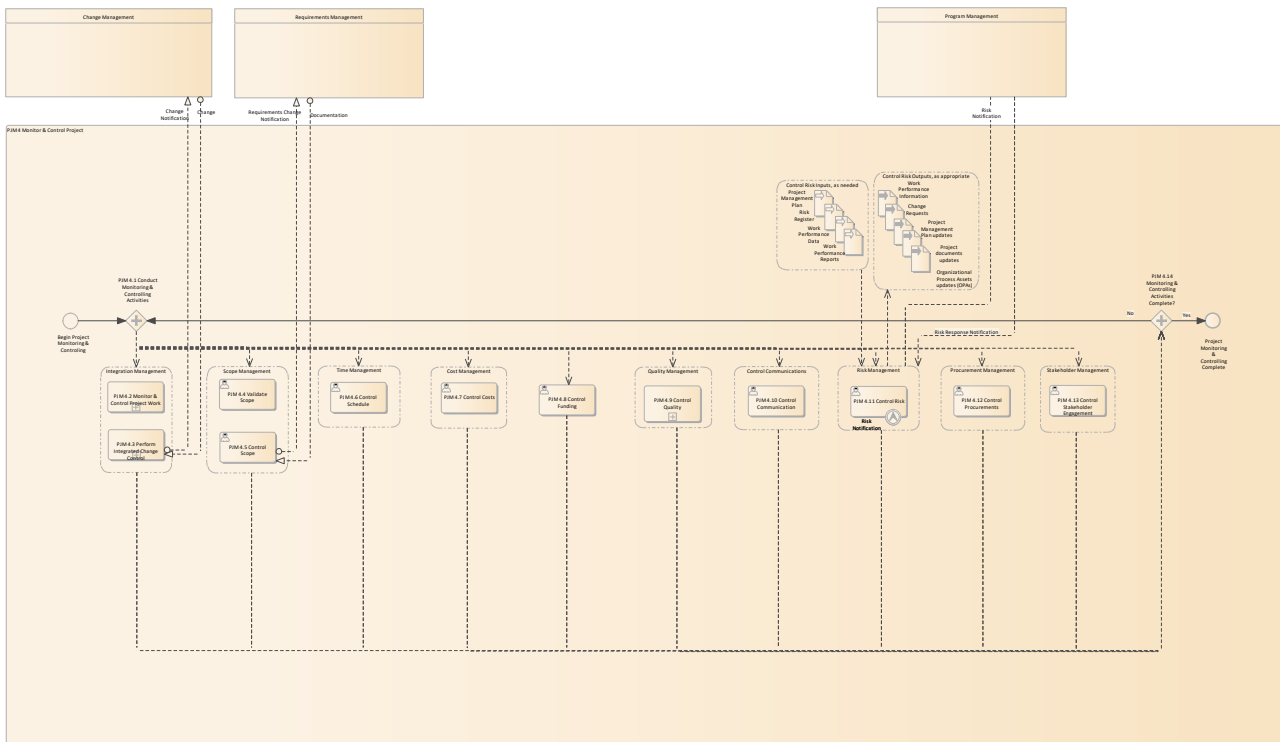 Change Management
Requirements Management
Program Management
Change
Notification
Change
Requirements Change
Notification
Documentation
Risk
Notification
PJM4 Monitor & Control Project
Control Risk Inputs, as needed
Project
Management
Plan
Risk
Register
Work
Performance
Data
Work
Performance
Reports
Control Risk Outputs, as appropriate
Work
Performance
Information
Change
Requests
Project
Management
Plan updates
Project
documents
updates
Organizational
Process Assets
updates (OPAs)
PJM 4.1 Conduct
Monitoring &
Controlling
Activities
PJM 4.14
Monitoring &
Controlling
Activities
Complete?
No
Yes
Begin Project
Monitoring &
Controling
Risk Response Notification
Project
Monitoring
&
Controlling
Complete
Integration Management
PJM 4.2 Monitor &
Control Project Work
PJM 4.3 Perform
Integrated Change
Control
Scope Management
PJM 4.4 Validate
Scope
PJM 4.5 Control
Scope
Time Management
PJM 4.6 Control
Schedule
Cost Management
PJM 4.7 Control Costs
PJM 4.8 Control
Funding
Quality Management
PJM 4.9 Control
Quality
Control Communications
PJM 4.10 Control
Communication
Risk Management
PJM 4.11 Control Risk
Risk
Notification
Procurement Management
PJM 4.12 Control
Procurements
Stakeholder Management
PJM 4.13 Control
Stakeholder
Engagement